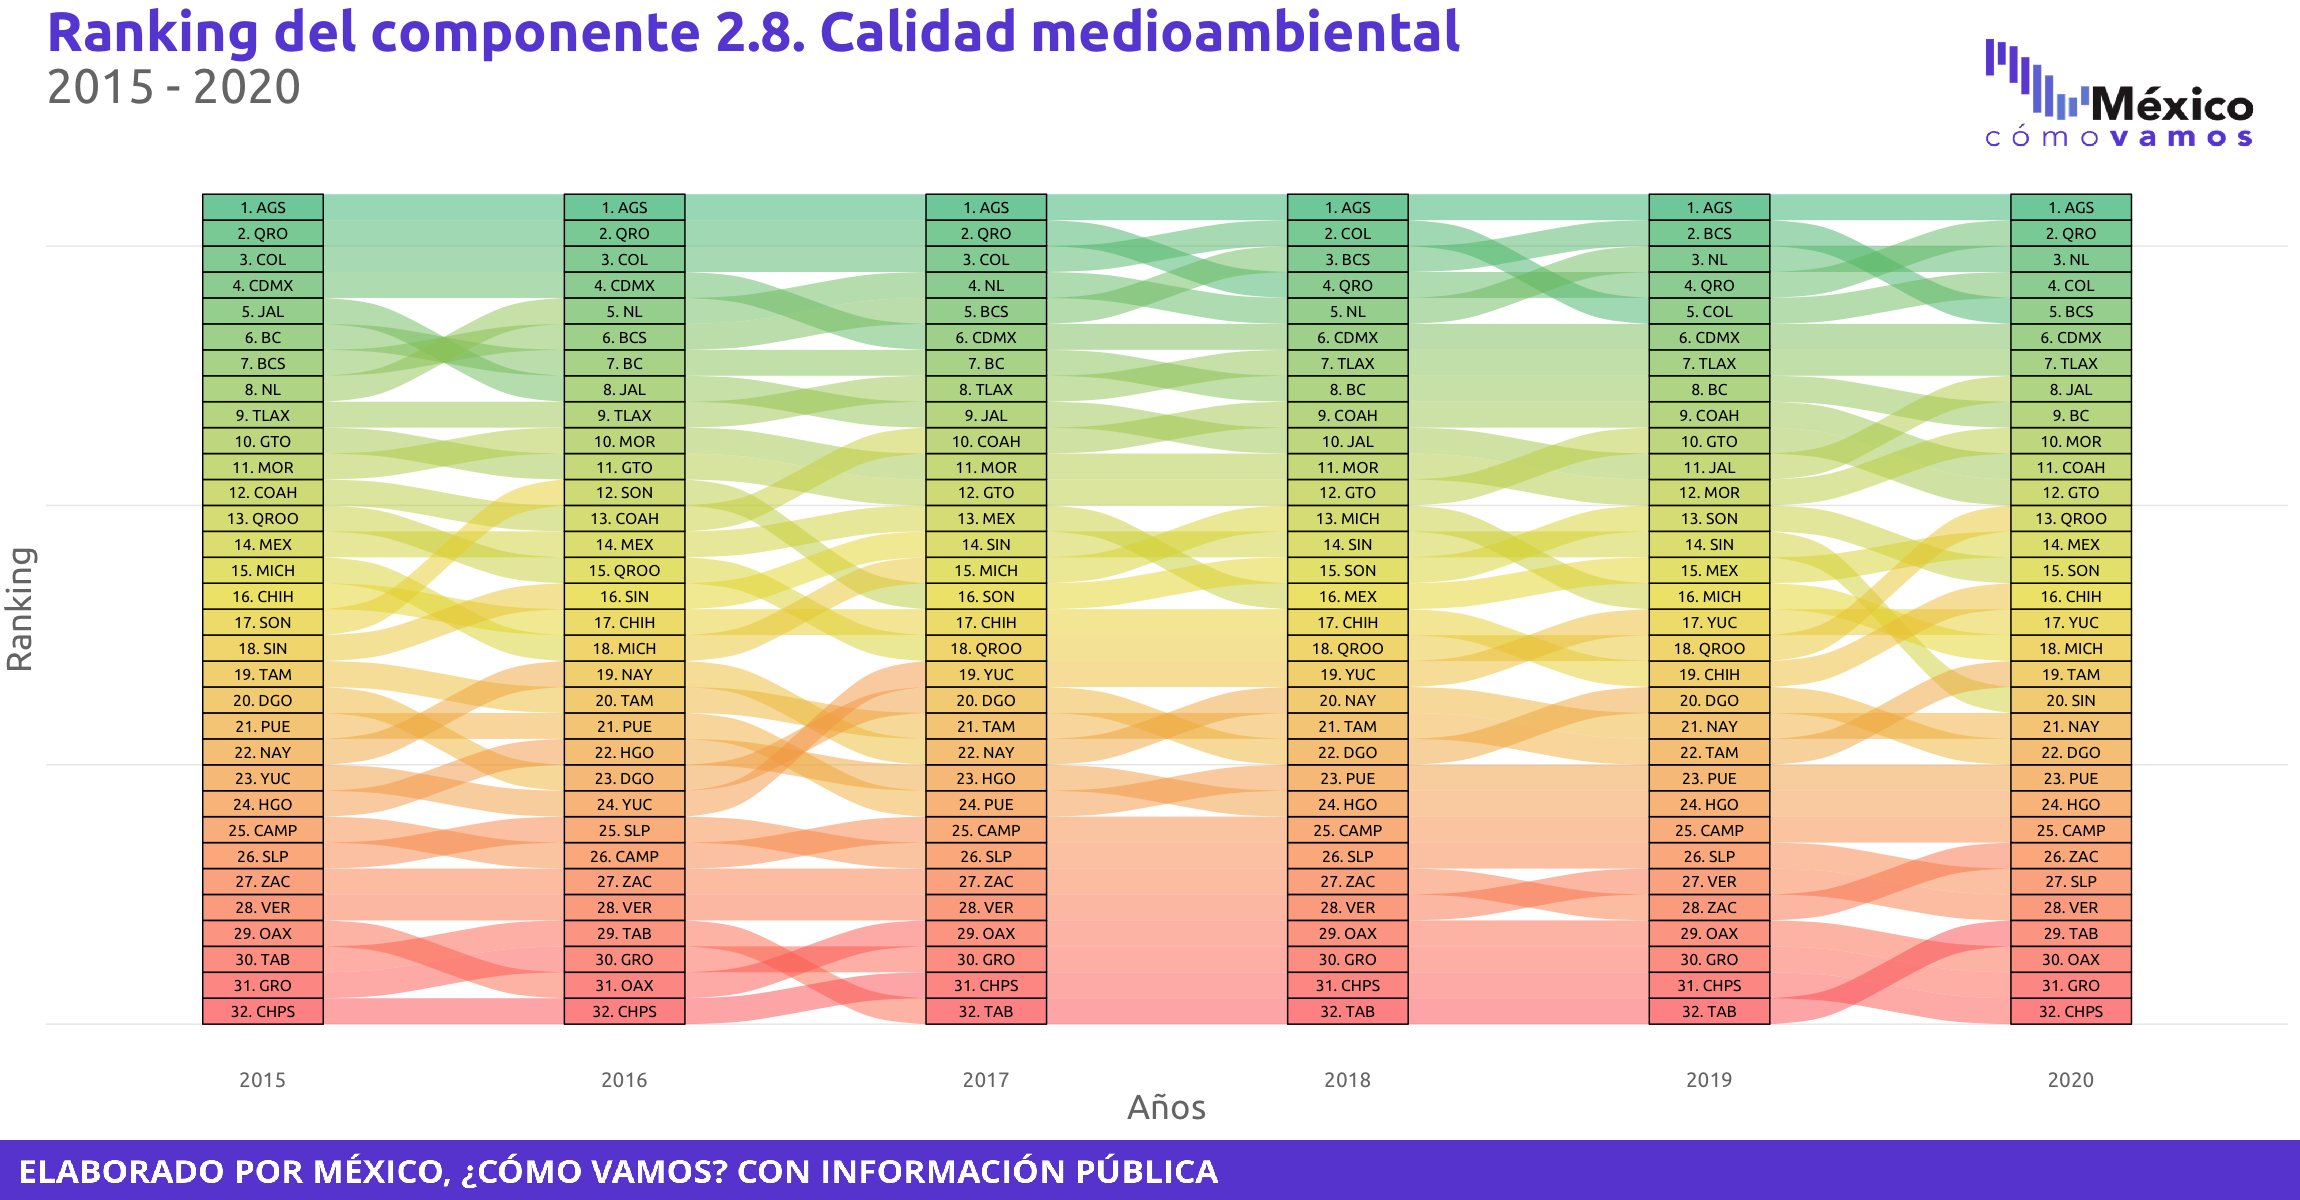 Ranking del componente 2.8. Calidad medioambiental
2015 - 2020
México
cómovamos
Ranking
1. AGS 1. AGS 1. AGS 1. AGS 1. AGS 1. AGS
2. QRO 2. QRO 2. QRO 2. COL 2. BCS 2. QRO
3. COL 3. COL 3. COL 3. BCS 3. NL 3. NL
4. CDMX 4. CDMX 4. NL 4. QRO 4. QRO 4. COL
5. JAL 5. NL 5. BCS 5. NL 5. COL 5. BCS
6. BC 6. BCS 6. CDMX 6. CDMX 6. CDMX 6. CDMX
7. BCS 7. BC 7. BC 7. TLAX 7. TLAX 7. TLAX
8. NL 8. JAL 8. TLAX 8. BC 8. BC 8. JAL
9. TLAX 9. TLAX 9. JAL 9. COAH 9. COAH 9. BC
10. GTO 10. MOR 10. COAH 10. JAL 10. GTO 10. MOR
11. MOR 11. GTO 11. MOR 11. MOR 11. JAL 11. COAH
12. COAH 12. SON 12. GTO 12. GTO 12. MOR 12. GTO
13. QROO 13. COAH 13. MEX 13. MICH 13. SON 13. QROO
14. MEX 14. MEX 14. SIN 14. SIN 14. SIN 14. MEX
15. MICH 15. QROO 15. MICH 15. SON 15. MEX 15. SON
16. CHIH 16. SIN 16. SON 16. MEX 16. MICH 16. CHIH
17. SON 17. CHIH 17. CHIH 17. CHIH 17. YUC 17. YUC
18. SIN 18. MICH 18. QROO 18. QROO 18. QROO 18. MICH
19. TAM 19. NAY 19. YUC 19. YUC 19. CHIH 19. TAM
20. DGO 20. TAM 20. DGO 20. NAY 20. DGO 20. SIN
21. PUE 21. PUE 21. TAM 21. TAM 21. NAY 21. NAY
22. NAY 22. HGO 22. NAY 22. DGO 22. TAM 22. DGO
23. YUC 23. DGO 23. HGO 23. PUE 23. PUE 23. PUE
24. HGO 24. YUC 24. PUE 24. HGO 24. HGO 24. HGO
25. CAMP 25. SLP 25. CAMP 25. CAMP 25. CAMP 25. CAMP
26. SLP 26. CAMP 26. SLP 26. SLP 26. SLP 26. ZAC
27. ZAC 27. ZAC 27. ZAC 27. ZAC 27. VER 27. SLP
28. VER 28. VER 28. VER 28. VER 28. ZAC 28. VER
29. OAX 29. TAB 29. OAX 29. OAX 29. OAX 29. TAB
30. TAB 30. GRO 30. GRO 30. GRO 30. GRO 30. OAX
31. GRO 31. OAX 31. CHPS 31. CHPS 31. CHPS 31. GRO
32. CHPS 32. CHPS 32. TAB 32. TAB 32. TAB 32. CHPS
2015 2016 2017 2018 2019 2020
Años
ELABORADO POR MÉXICO, ¿CÓMO VAMOS? CON INFORMACIÓN PÚBLICA